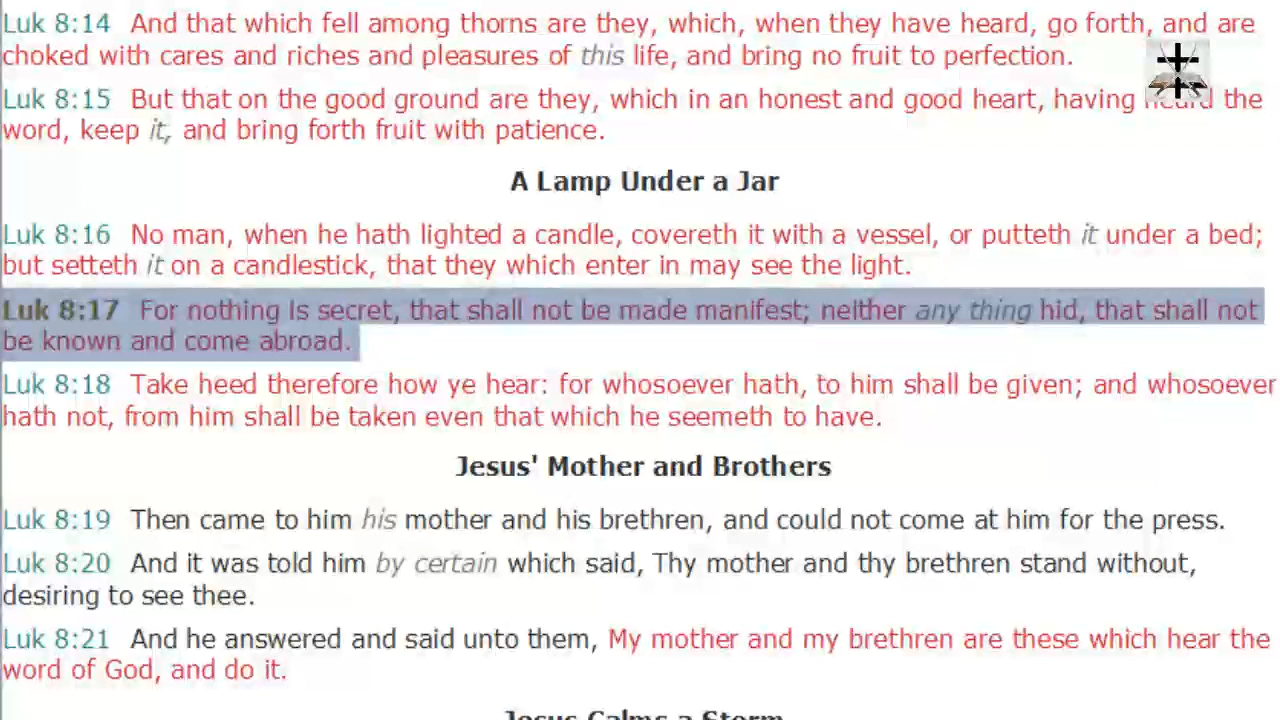 Luk 8:14 And that which fell among thorns are they, which, when they have heard, go forth, and are
choked with cares and riches and pleasures of this life, and bring no fruit to perfection.
Luk 8:15 But that on the good ground are they, which in an honest and good heart, having heard the
word, keep it, and bring forth fruit with patience.
A Lamp Under a Jar
Luk 8:16 No man, when he hath lighted a candle, covereth it with a vessel, or putteth it under a bed;
but setteth it on a candlestick, that they which enter in may see the light.
Luk 8:17 For nothing is secret, that shall not be made manifest; neither any thing hid, that shall not
be known and come abroad.
Luk 8:18 Take heed therefore how ye hear: for whosoever hath, to him shall be given; and whosoever
hath not, from him shall be taken even that which he seemeth to have.
Jesus' Mother and Brothers
Luk 8:19 Then came to him his mother and his brethren, and could not come at him for the press.
Luk 8:20 And it was told him by certain which said, Thy mother and thy brethren stand without,
desiring to see thee.
Luk 8:21 And he answered and said unto them, My mother and my brethren are these which hear the
word of God, and do it.
Jesus Calms a Storm